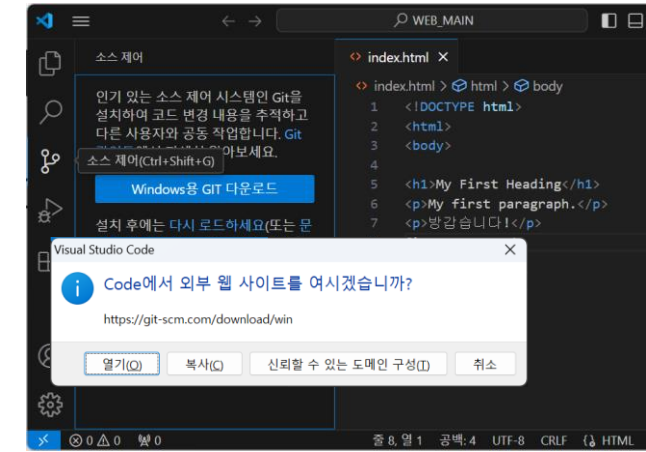 WEB_MAIN
소스 제어
index.html
인기 있는 소스 제어 시스템인 Git을
설치하여 코드 변경 내용을 추적하고
다른 사용자와 공동 작업합니다. Git
알아보세요.
소스 제어(Ctrl+Shift+G)
Windows용 GIT 다운로드
설치 후에는 다시 로드하세요(또는 문
index.html > html > body
1 <!DOCTYPE html>
2 <html>
3 <body>
4
5 <h1>My First Heading</h1>
6 <p>My first paragraph.</p>
7 <p>방갑습니다!</p>
Visual Studio Code
Code에서 외부 웹 사이트를 여시겠습니까?
https://git-scm.com/download/win
열기(O)
복사(C)
신뢰할 수 있는 도메인 구성(T)
취소
0 0 0
줄 8, 열 1
공백: 4
UTF-8
CRLF
HTML